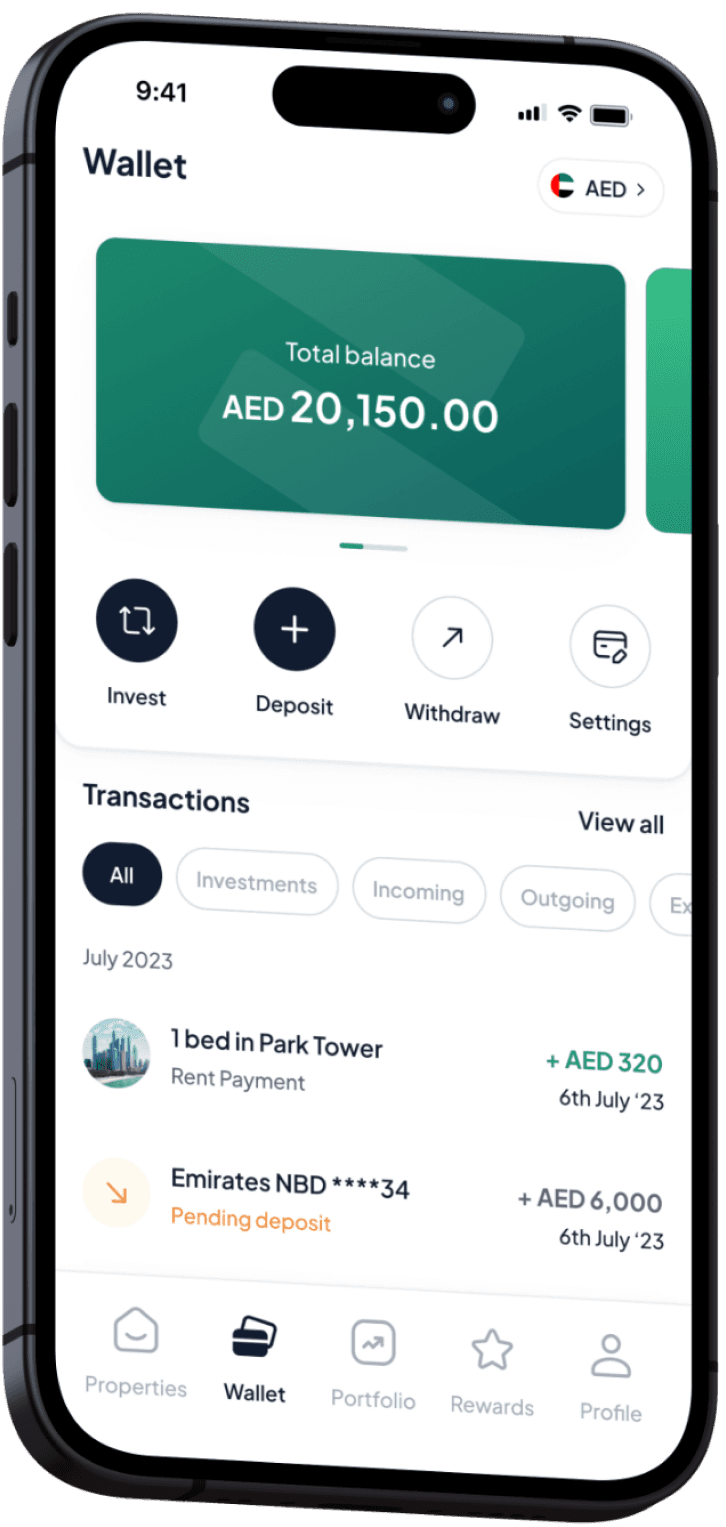 9:41
Wallet
AED
Total balance
AED 20,150.00
Invest
Deposit
Withdraw
Settings
Transactions
View all
All
Investments
Incoming
Outgoing
Ex
July 2023
1 bed in Park Tower
+ AED 320
Rent Payment
6th July ‘23
Emirates NBD ****34
+ AED 6,000
Pending deposit
6th July ‘23
Properties
Wallet
Portfolio
Rewards
Profile